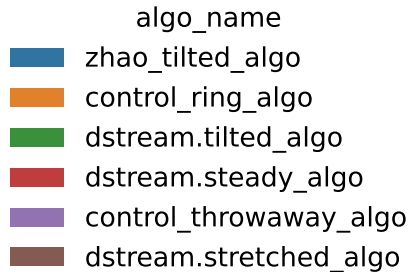 algo_name
zhao_tilted_algo
control_ring_algo
dstream.tilted_algo
dstream.steady_algo
control_throwaway_algo
dstream.stretched_algo